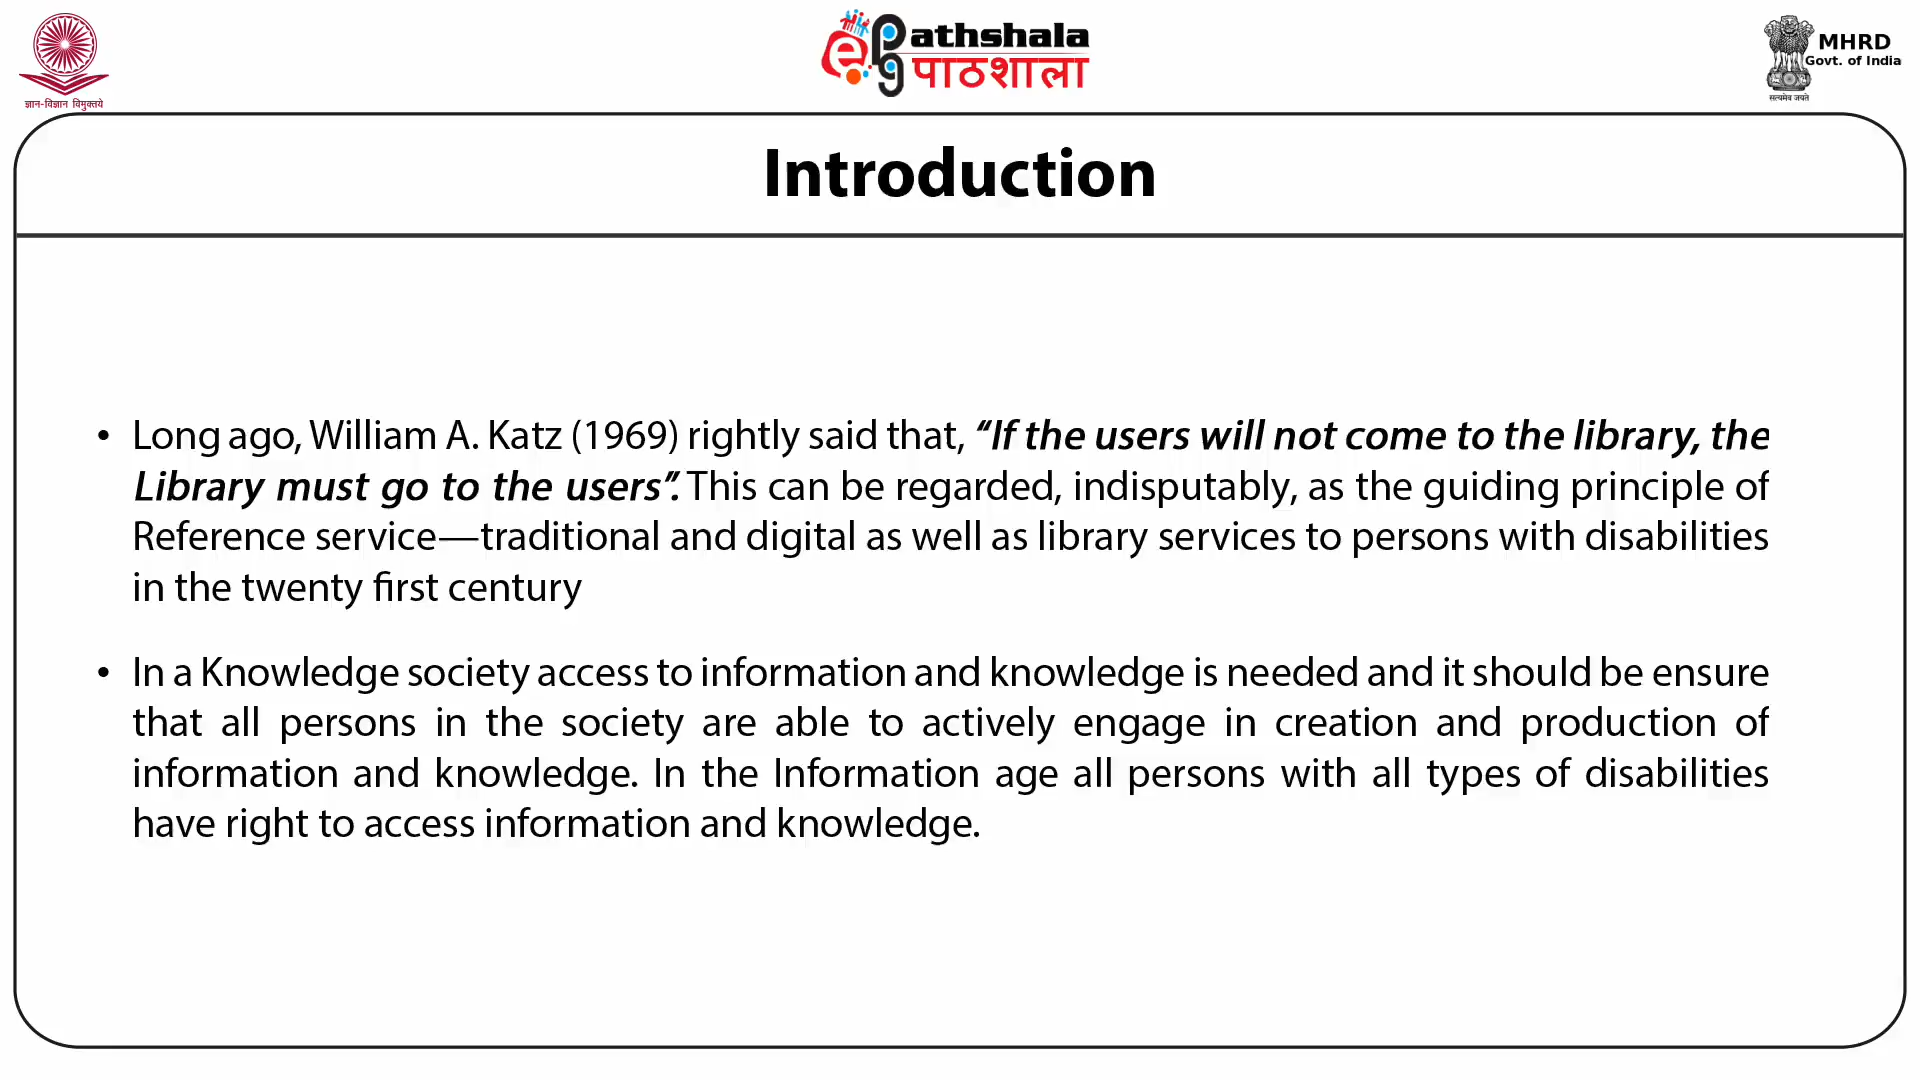 ज्ञान-विज्ञान विमुक्तये
ePG Pathshala
पाठशाला
MHRD
Govt. of India
सत्यमेव जयते
Introduction
• Long ago, William A. Katz (1969) rightly said that, “If the users will not come to the library, the
Library must go to the users”. This can be regarded, indisputably, as the guiding principle of
Reference service—traditional and digital as well as library services to persons with disabilities
in the twenty first century
• In a Knowledge society access to information and knowledge is needed and it should be ensure
that all persons in the society are able to actively engage in creation and production of
information and knowledge. In the Information age all persons with all types of disabilities
have right to access information and knowledge.